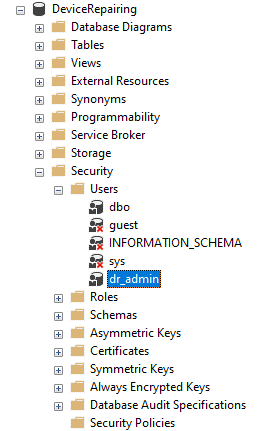 DeviceRepairing
Database Diagrams
Tables
Views
External Resources
Synonyms
Programmability
Service Broker
Storage
Security
Users
dbo
guest
INFORMATION_SCHEMA
sys
dr_admin
Roles
Schemas
Asymmetric Keys
Certificates
Symmetric Keys
Always Encrypted Keys
Database Audit Specifications
Security Policies